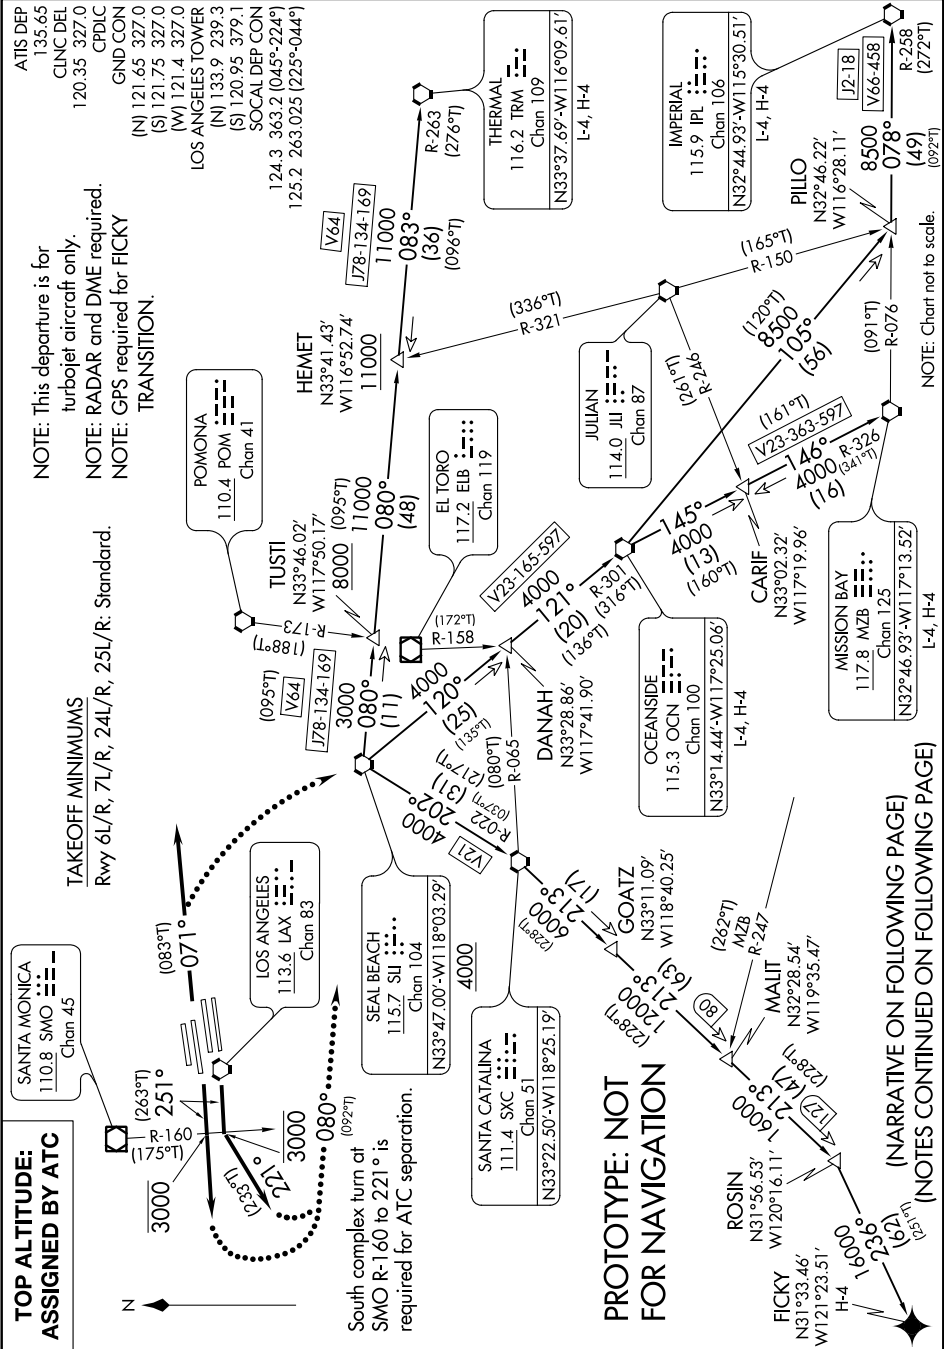 TOP ALTITUDE:
ASSIGNED BY ATC
SANTA MONICA
110.8 SMO
Chan 45
TAKEOFF MINIMUMS
Rwy 6L/R, 7L/R, 24L/R, 25L/R: Standard.
NOTE: This departure is for
turbojet aircraft only.
NOTE: RADAR and DME required.
NOTE: GPS required for FICKY
TRANSITION.
ATIS DEP
135.65
CLNC DEL
120.35 327.0
CPDLC
GND CON
(N) 121.65 327.0
(S) 121.75 327.0
(W) 121.4 327.0
LOS ANGELES TOWER
(N) 133.9 239.3
(S) 120.95 379.1
SOCAL DEP CON
124.3 363.2 (045°-224°)
125.2 263.025 (225°-044°)
N
3000
R-160
(175°T)
(263°T)
251°
(083°T)
071°
3000
(233°T)
221°
080°
(092°T)
LOS ANGELES
113.6 LAX
Chan 83
South complex turn at
SMO R-160 to 221° is
required for ATC separation.
SEAL BEACH
115.7 SLI
Chan 104
N33°47.00'-W118°03.29'
4000
POMONA
110.4 POM
Chan 41
R-173
(188°T)
(095°T)
V64
J78-134-169
3000
080°
(11)
TUSTI
N33°46.02'
W117°50.17'
8000
(095°T)
11000
080°
(48)
HEMET
N33°41.43'
W116°52.74'
11000
V64
J78-134-169
11000
083°
(36)
(096°T)
R-263
(276°T)
THERMAL
116.2 TRM
Chan 109
N33°37.69'-W116°09.61'
L-4, H-4
EL TORO
117.2 ELB
Chan 119
(172°T)
R-158
4000
120°
(25)
(135°T)
DANAH
N33°28.86'
W117°41.90'
(080°T)
R-065
V23-165-597
4000
121°
(20)
(136°T)
R-301
(316°T)
OCEANSIDE
115.3 OCN
Chan 100
N33°14.44'-W117°25.06'
L-4, H-4
JULIAN
114.0 JLI
Chan 87
(336°T)
R-321
(165°T)
R-150
(261°T)
R-246
(120°T)
8500
105°
(56)
145°
4000
(13)
(160°T)
CARIF
N33°02.32'
W117°19.96'
(161°T)
V23-363-597
146°
4000
(16)
R-326
(341°T)
MISSION BAY
117.8 MZB
Chan 125
N32°46.93'-W117°13.52'
L-4, H-4
(091°T)
R-076
PILLO
N32°46.22'
W116°28.11'
J2-18
V66-458
8500
078°
(49)
(092°T)
R-258
(272°T)
IMPERIAL
115.9 IPL
Chan 106
N32°44.93'-W115°30.51'
L-4, H-4
NOTE: Chart not to scale.
(217°T)
(31)
202°
4000
R-022
(037°T)
V21
SANTA CATALINA
111.4 SXC
Chan 51
N33°22.50'-W118°25.19'
6000
213°
(17)
(228°T)
GOATZ
N33°11.09'
W118°40.25'
12000
213°
(63)
(228°T)
80
(262°T)
MZB
R-247
MALIT
N32°28.54'
W119°35.47'
16000
213°
(47)
(228°T)
127
ROSIN
N31°56.53'
W120°16.11'
16000
236°
(62)
(251°T)
FICKY
N31°33.46'
W121°23.51'
H-4
PROTOTYPE: NOT
FOR NAVIGATION
(NARRATIVE ON FOLLOWING PAGE)
(NOTES CONTINUED ON FOLLOWING PAGE)